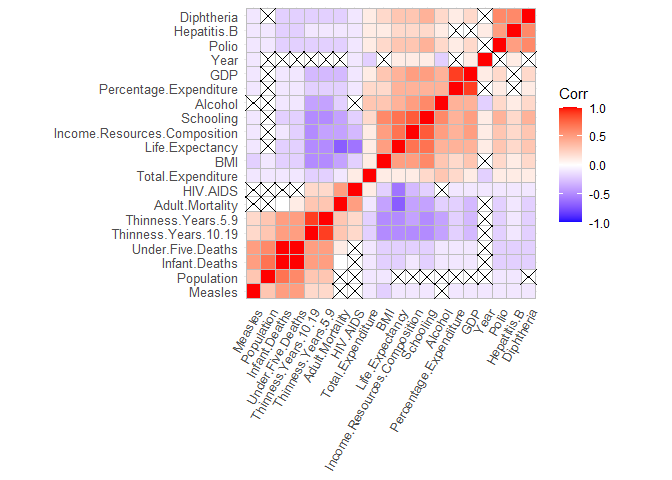 Diphtheria
Hepatitis.B
Polio
Year
GDP
Percentage.Expenditure
Alcohol
Schooling
Income.Resources.Composition
Life.Expectancy
BMI
Total.Expenditure
HIV.AIDS
Adult.Mortality
Thinness.Years.5.9
Thinness.Years.10.19
Under.Five.Deaths
Infant.Deaths
Population
Measles
Measles
Population
Infant.Deaths
Under.Five.Deaths
Thinness.Years.10.19
Thinness.Years.5.9
Adult.Mortality
HIV.AIDS
Total.Expenditure
BMI
Life.Expectancy
Income.Resources.Composition
Schooling
Alcohol
Percentage.Expenditure
GDP
Year
Polio
Hepatitis.B
Diphtheria
Corr
1.0
0.5
0.0
-0.5
-1.0